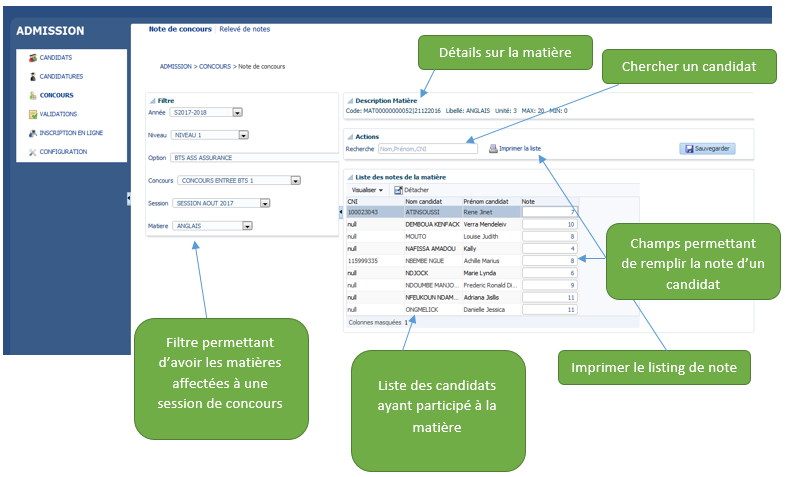 ADMISSION
CANDIDATS
CANDIDATURES
CONCOURS
VALIDATIONS
INSCRIPTION EN LIGNE
CONFIGURATION
Note de concours Relevé de notes
ADMISSION > CONCOURS > Note de concours
Filtre
Année S2017-2018
Niveau NIVEAU 1
Option BTS ASS ASSURANCE
Concours CONCOURS ENTREE BTS 1
Session SESSION AOUT 2017
Matiere ANGLAIS
Description Matière
Code: MAT00000000052|21122016 Libellé: ANGLAIS Unité: 3 MAX: 20 MIN: 0
Actions
Recherche Nom,Prénom,CNI Imprimer la liste Sauvegarder
Liste des notes de la matière
Visualiser Détacher
CNI Nom candidat Prénom candidat Note
100023043 ATINSOUSSI Rene Jinet 7
null DEMBOUA KENFACK Verra Mendeleiv 10
null MOUTO Louise Judith 8
null NAFISSA AMADOU Kally 4
115999335 NBEMBE NGUE Achille Marius 8
null NDJOCK Marie Lynda 6
null NDOUMBE MANJO... Frederic Ronald Di... 9
null NFEUKOUN NDAM... Adriana Jisllis 11
null ONGMELICK Danielle Jessica 11
Colonnes masquées 1
Détails sur la matière
Chercher un candidat
Champs permettant
de remplir la note d'un
candidat
Imprimer le listing de note
Filtre permettant
d'avoir les matières
affectées à une
session de concours
Liste des candidats
ayant participé à la
matière